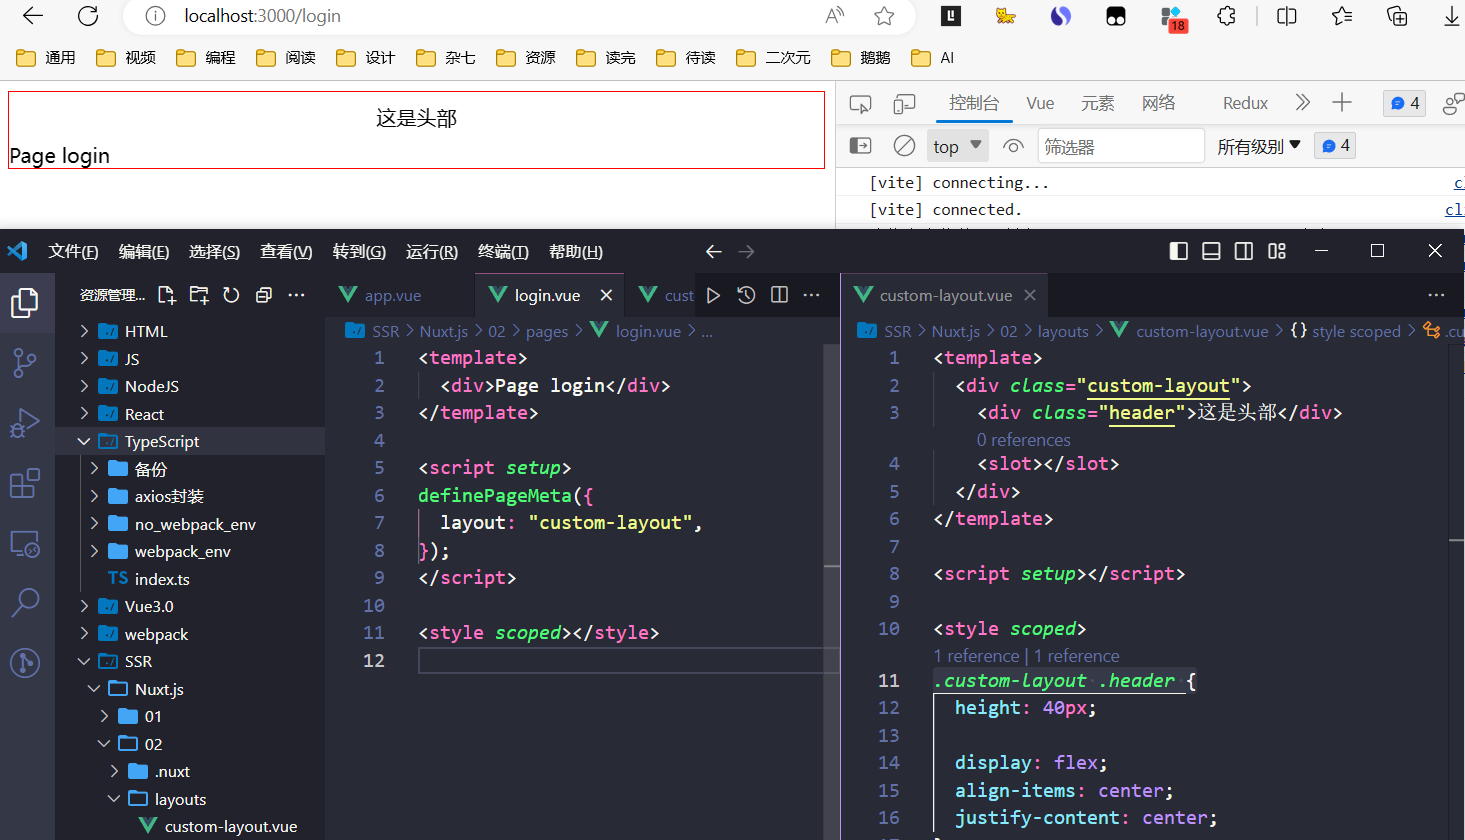 localhost:3000/login
18
通用 视频 编程 阅读 设计 杂七 资源 读完 待读 二次元 鹅鹅 AI
这是头部
Page login
控制台 Vue 元素 网络 Redux 4
top 筛选器 所有级别 4
[vite] connecting... cl
[vite] connected. cli
文件(F) 编辑(E) 选择(S) 查看(V) 转到(G) 运行(R) 终端(T) 帮助(H)
资源管理...
HTML
JS
NodeJS
React
TypeScript
备份
axios封装
no_webpack_env
webpack_env
TS index.ts
Vue3.0
webpack
SSR
Nuxt.js
01
02
.nuxt
layouts
custom-layout.vue
app.vue login.vue cust
SSR > Nuxt.js > 02 > pages > login.vue > ...
1 <template>
2 <div>Page login</div>
3 </template>
4
5 <script setup>
6 definePageMeta({
7 layout: "custom-layout",
8 });
9 </script>
10
11 <style scoped></style>
12
custom-layout.vue
SSR > Nuxt.js > 02 > layouts > custom-layout.vue > {} style scoped > .cu
1 <template>
2 <div class="custom-layout">
3 <div class="header">这是头部</div>
0 references
4 <slot></slot>
5 </div>
6 </template>
7
8 <script setup></script>
9
10 <style scoped>
1 reference | 1 reference
11 .custom-layout .header {
12 height: 40px;
13
14 display: flex;
15 align-items: center;
16 justify-content: center;